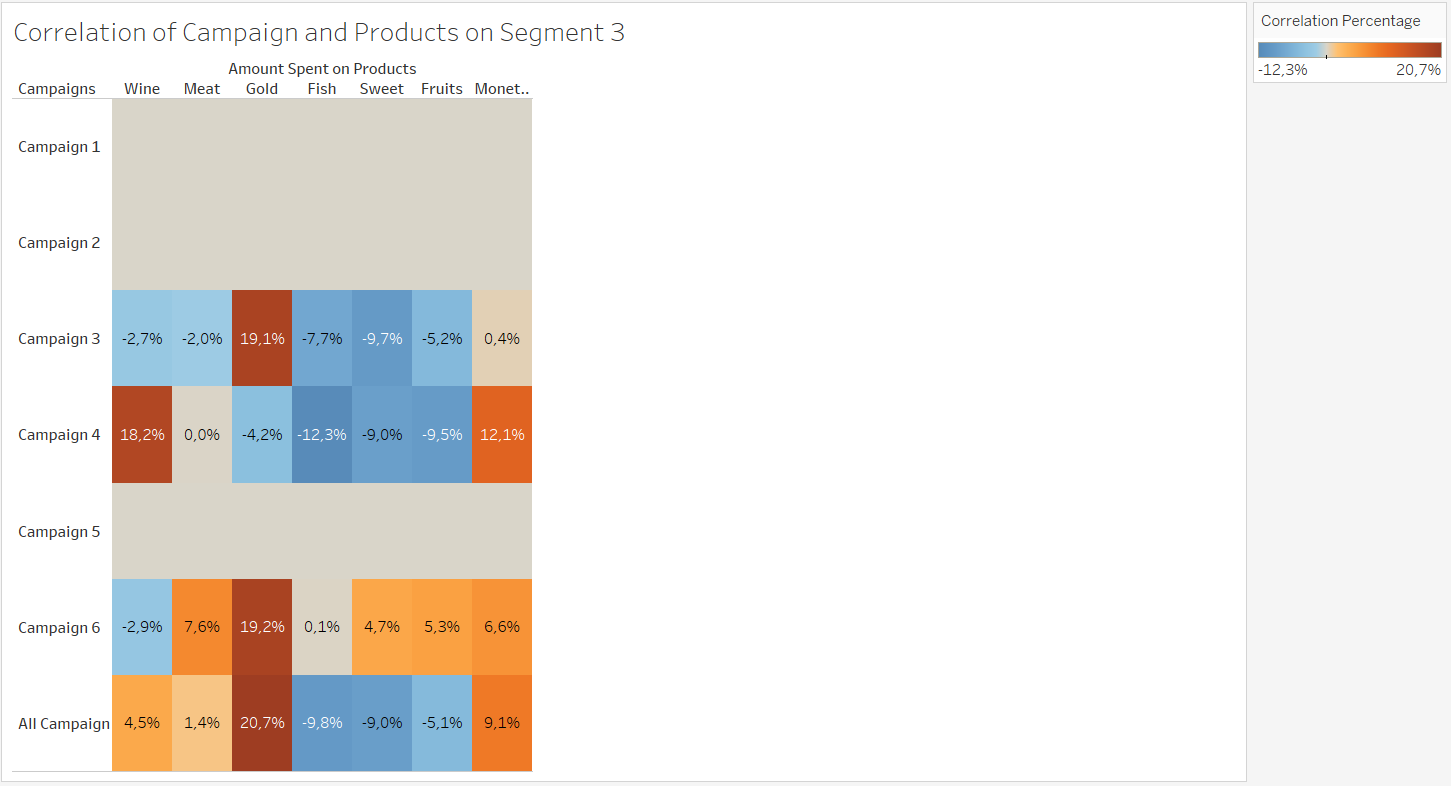 Correlation of Campaign and Products on Segment 3
Correlation Percentage
-12,3% 20,7%
Amount Spent on Products
Campaigns Wine Meat Gold Fish Sweet Fruits Monet..
Campaign 1
Campaign 2
Campaign 3 -2,7% -2,0% 19,1% -7,7% -9,7% -5,2% 0,4%
Campaign 4 18,2% 0,0% -4,2% -12,3% -9,0% -9,5% 12,1%
Campaign 5
Campaign 6 -2,9% 7,6% 19,2% 0,1% 4,7% 5,3% 6,6%
All Campaign 4,5% 1,4% 20,7% -9,8% -9,0% -5,1% 9,1%